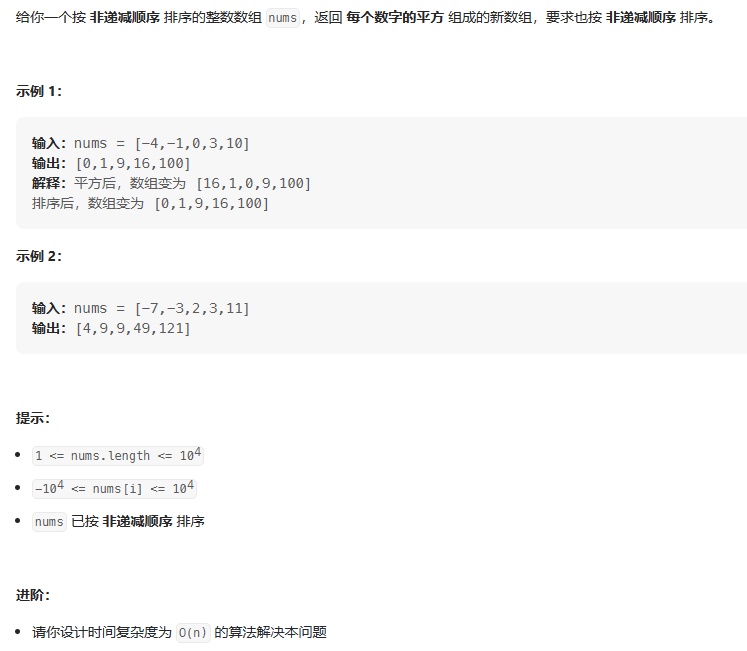 给你一个按 非递减顺序 排序的整数数组 nums，返回 每个数字的平方 组成的新数组，要求也按 非递减顺序 排序。
示例 1：
输入：nums = [-4,-1,0,3,10]
输出：[0,1,9,16,100]
解释：平方后，数组变为 [16,1,0,9,100]
排序后，数组变为 [0,1,9,16,100]
示例 2：
输入：nums = [-7,-3,2,3,11]
输出：[4,9,9,49,121]
提示：
• 1 <= nums.length <= 10⁴
• -10⁴ <= nums[i] <= 10⁴
• nums 已按 非递减顺序 排序
进阶：
• 请你设计时间复杂度为 O(n) 的算法解决本问题